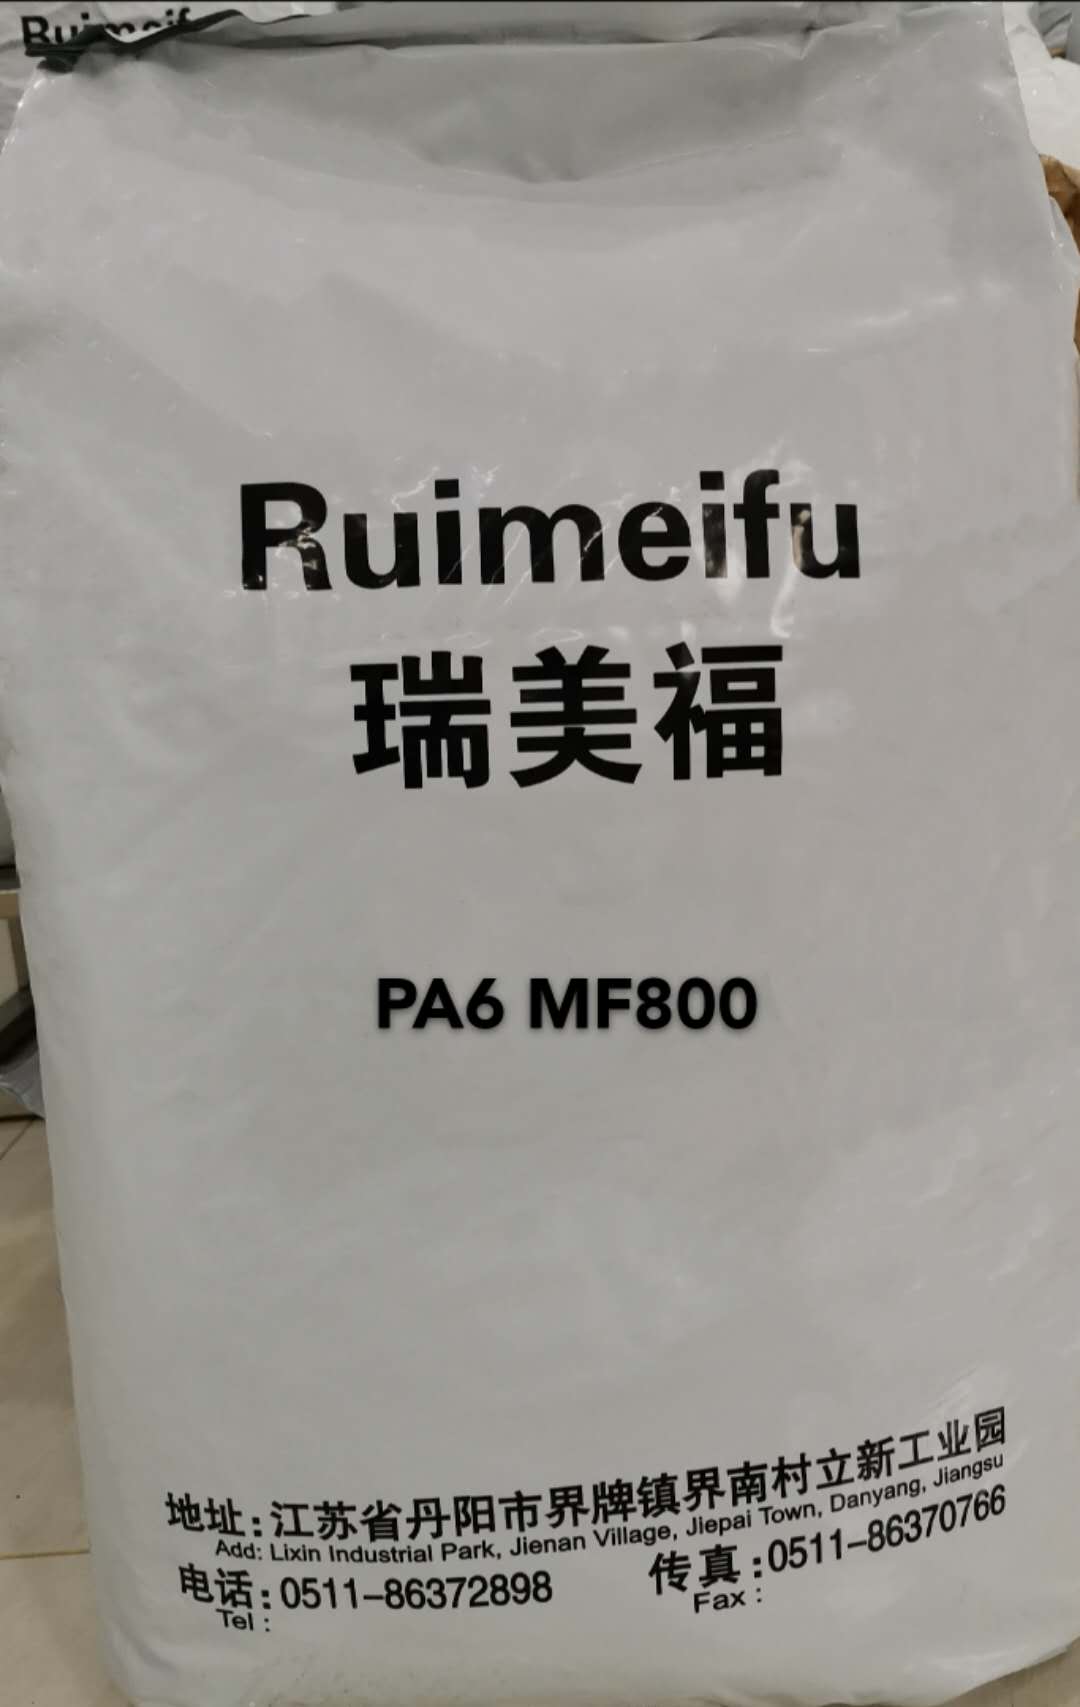 Ruimeif
Ruimeifu
瑞美福
PA6 MF800
地址:江苏省丹阳市界牌镇界南村立新工业园
Add: Lixin Industrial Park, Jienan Village, Jiepai Town, Danyang, Jiangsu
电话:0511-86372898 传真:0511-86370766
Tel : Fax :